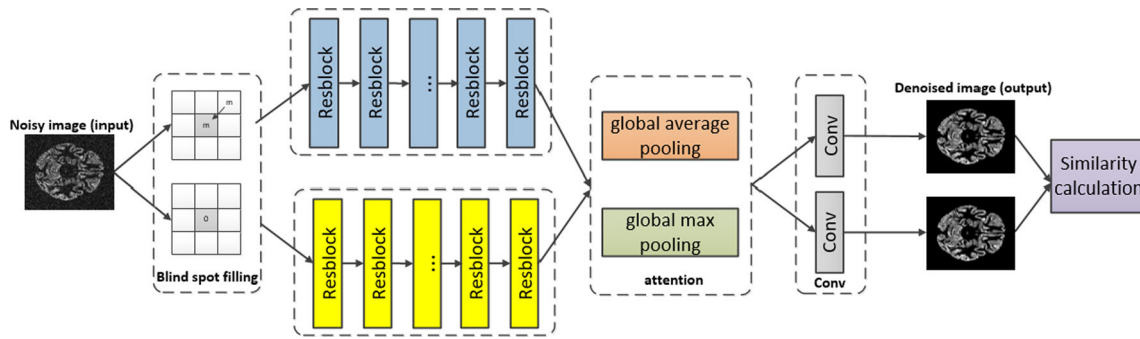 Noisy image (input)
m
m
0
Blind spot filling
Resblock
Resblock
...
Resblock
Resblock
Resblock
Resblock
...
Resblock
Resblock
global average
pooling
global max
pooling
attention
Conv
Conv
Conv
Denoised image (output)
Similarity
calculation